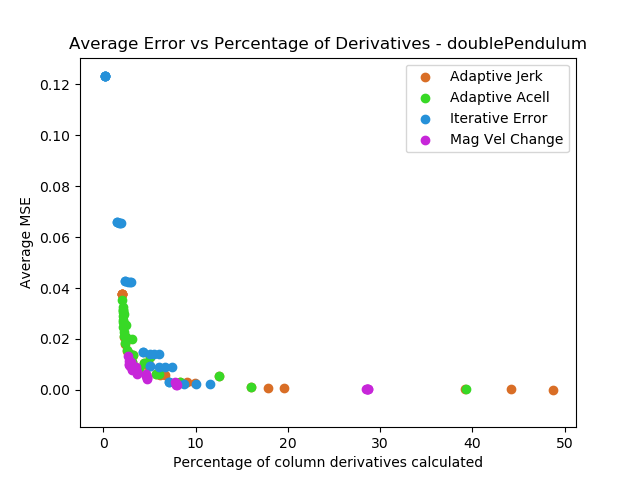 Average Error vs Percentage of Derivatives - doublePendulum
Adaptive Jerk
Adaptive Acell
Iterative Error
Mag Vel Change
0.12
0.10
0.08
0.06
0.04
0.02
0.00
Average MSE
0 10 20 30 40 50
Percentage of column derivatives calculated